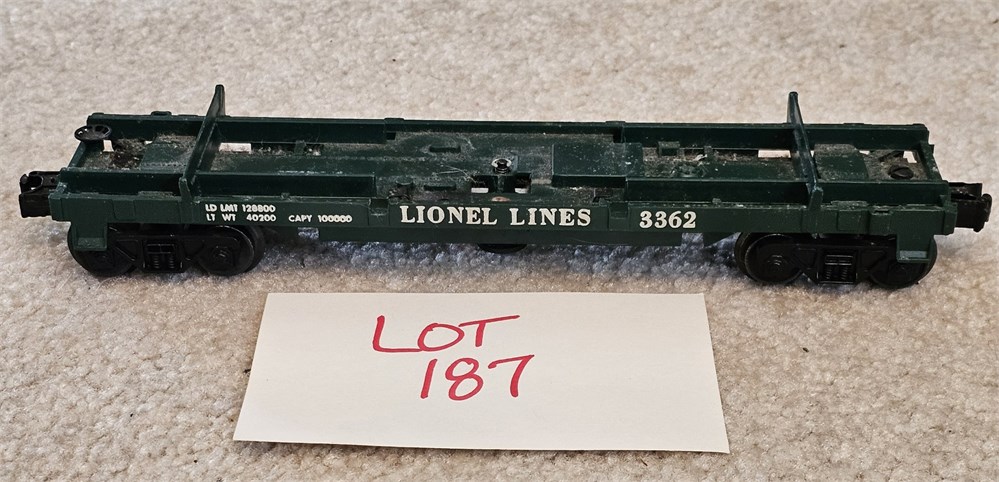 LD LMT 128800
LT WT 40200 CAPY 100000
LIONEL LINES 3362
LOT
187